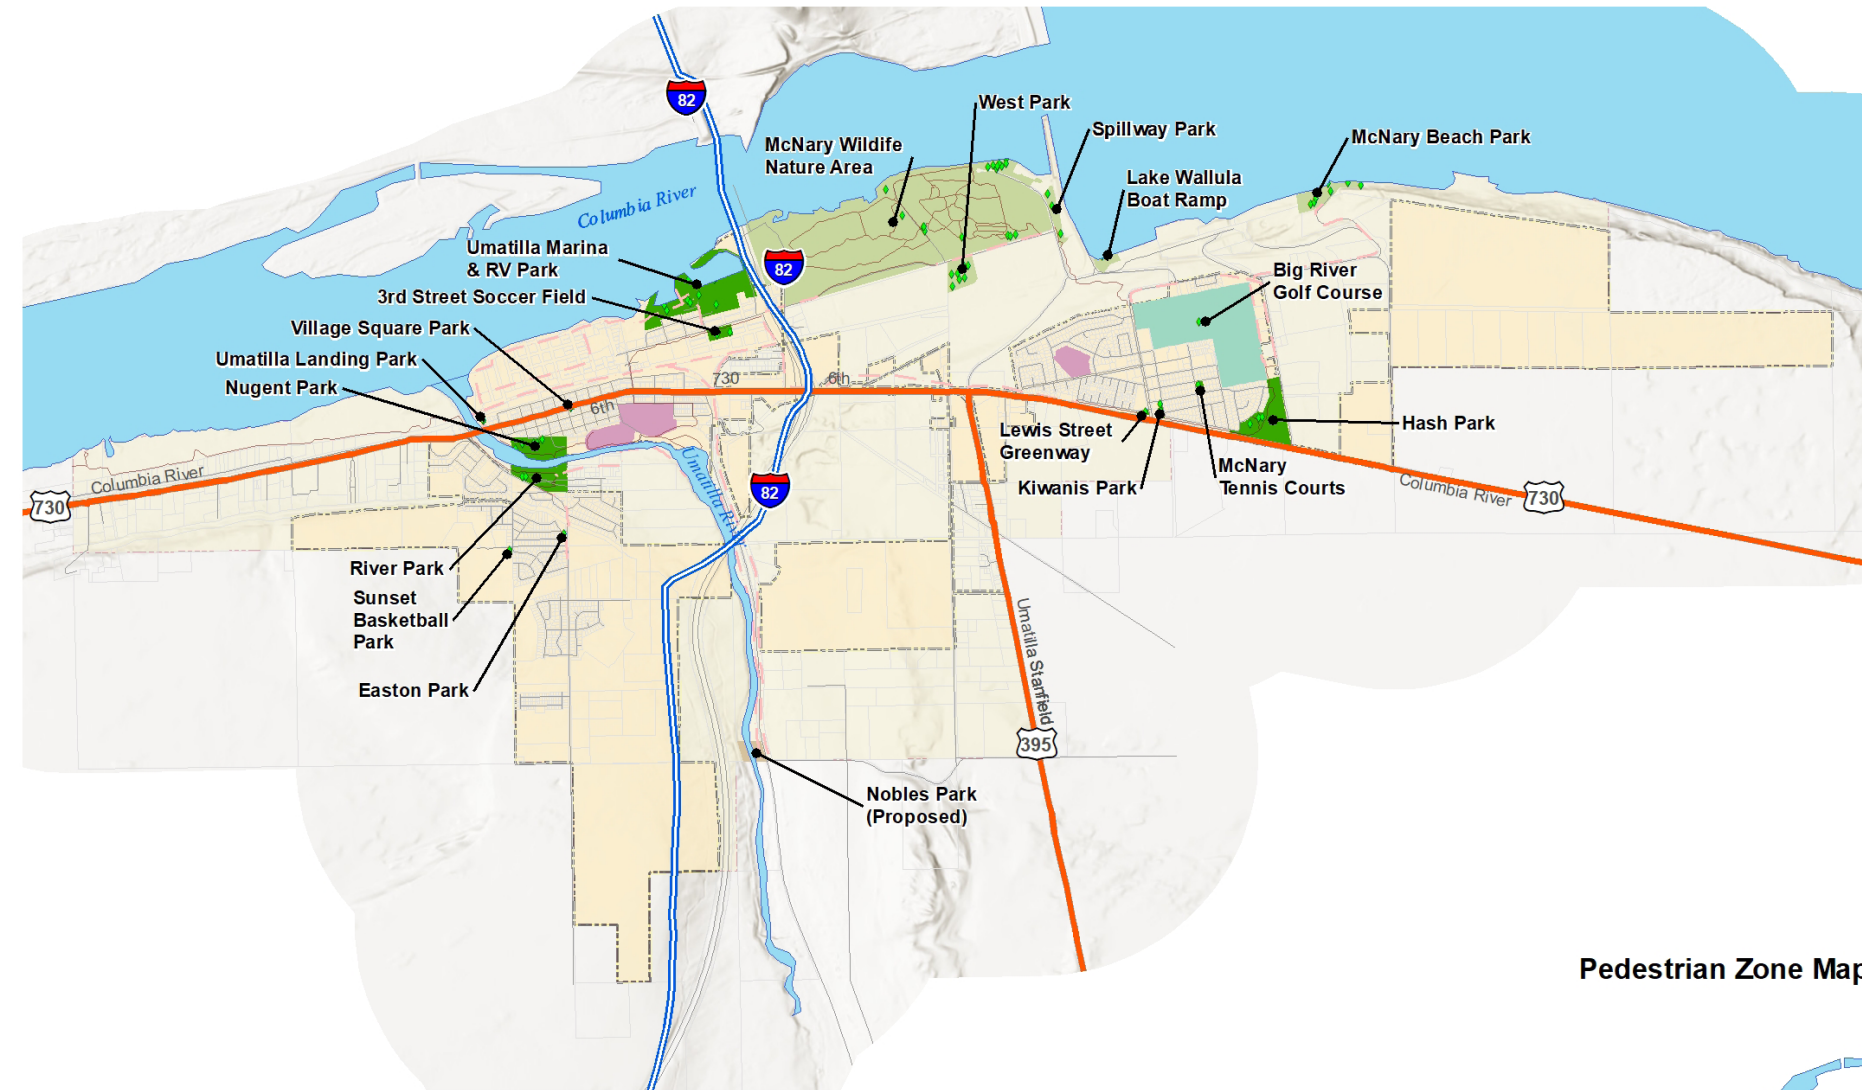 82
West Park
Spillway Park
McNary Beach Park
McNary Wildife
Nature Area
Lake Wallula
Boat Ramp
Columbia River
Umatilla Marina
& RV Park
82
Big River
Golf Course
3rd Street Soccer Field
Village Square Park
Umatilla Landing Park
Nugent Park
730
6th
6th
Lewis Street
Greenway
Hash Park
McNary
Tennis Courts
Kiwanis Park
Columbia River
730
Umatilla River
82
Columbia River
730
River Park
Sunset
Basketball
Park
Easton Park
Umatilla Stanfield
395
Nobles Park
(Proposed)
Pedestrian Zone Map